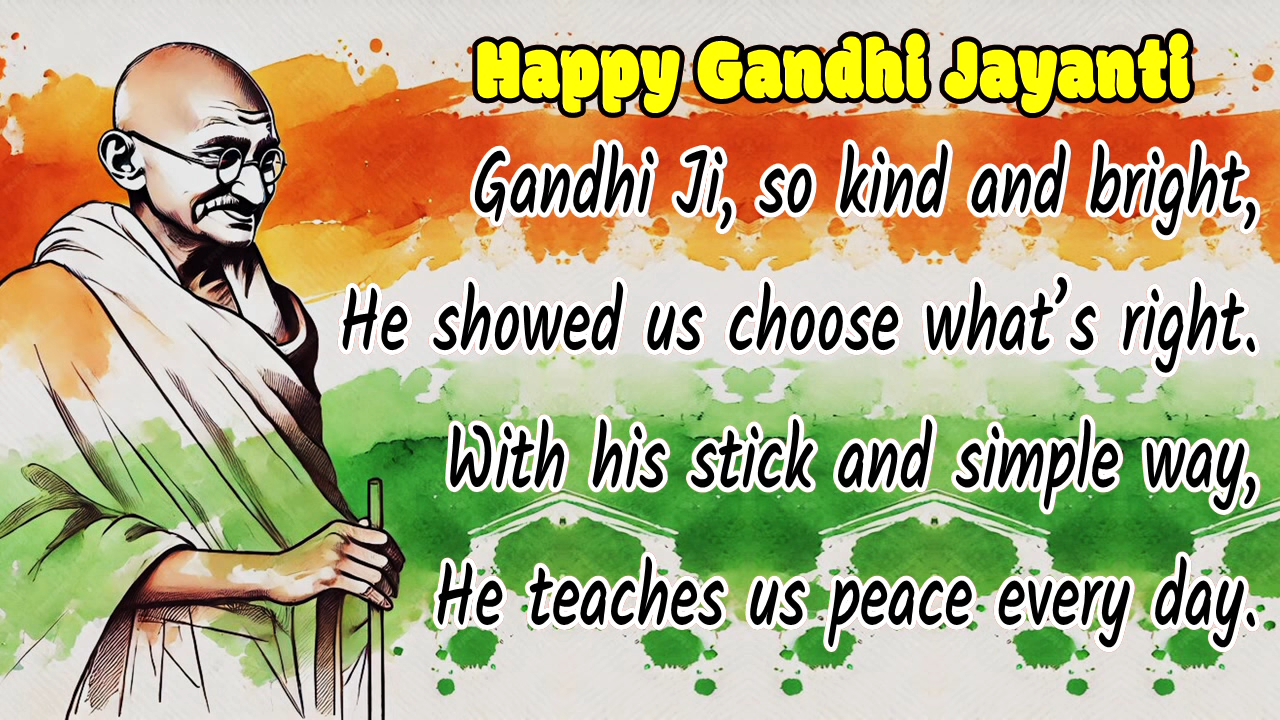 Happy Gandhi Jayanti
Gandhi Ji, so kind and bright,
He showed us choose what’s right.
With his stick and simple way,
He teaches us peace every day.